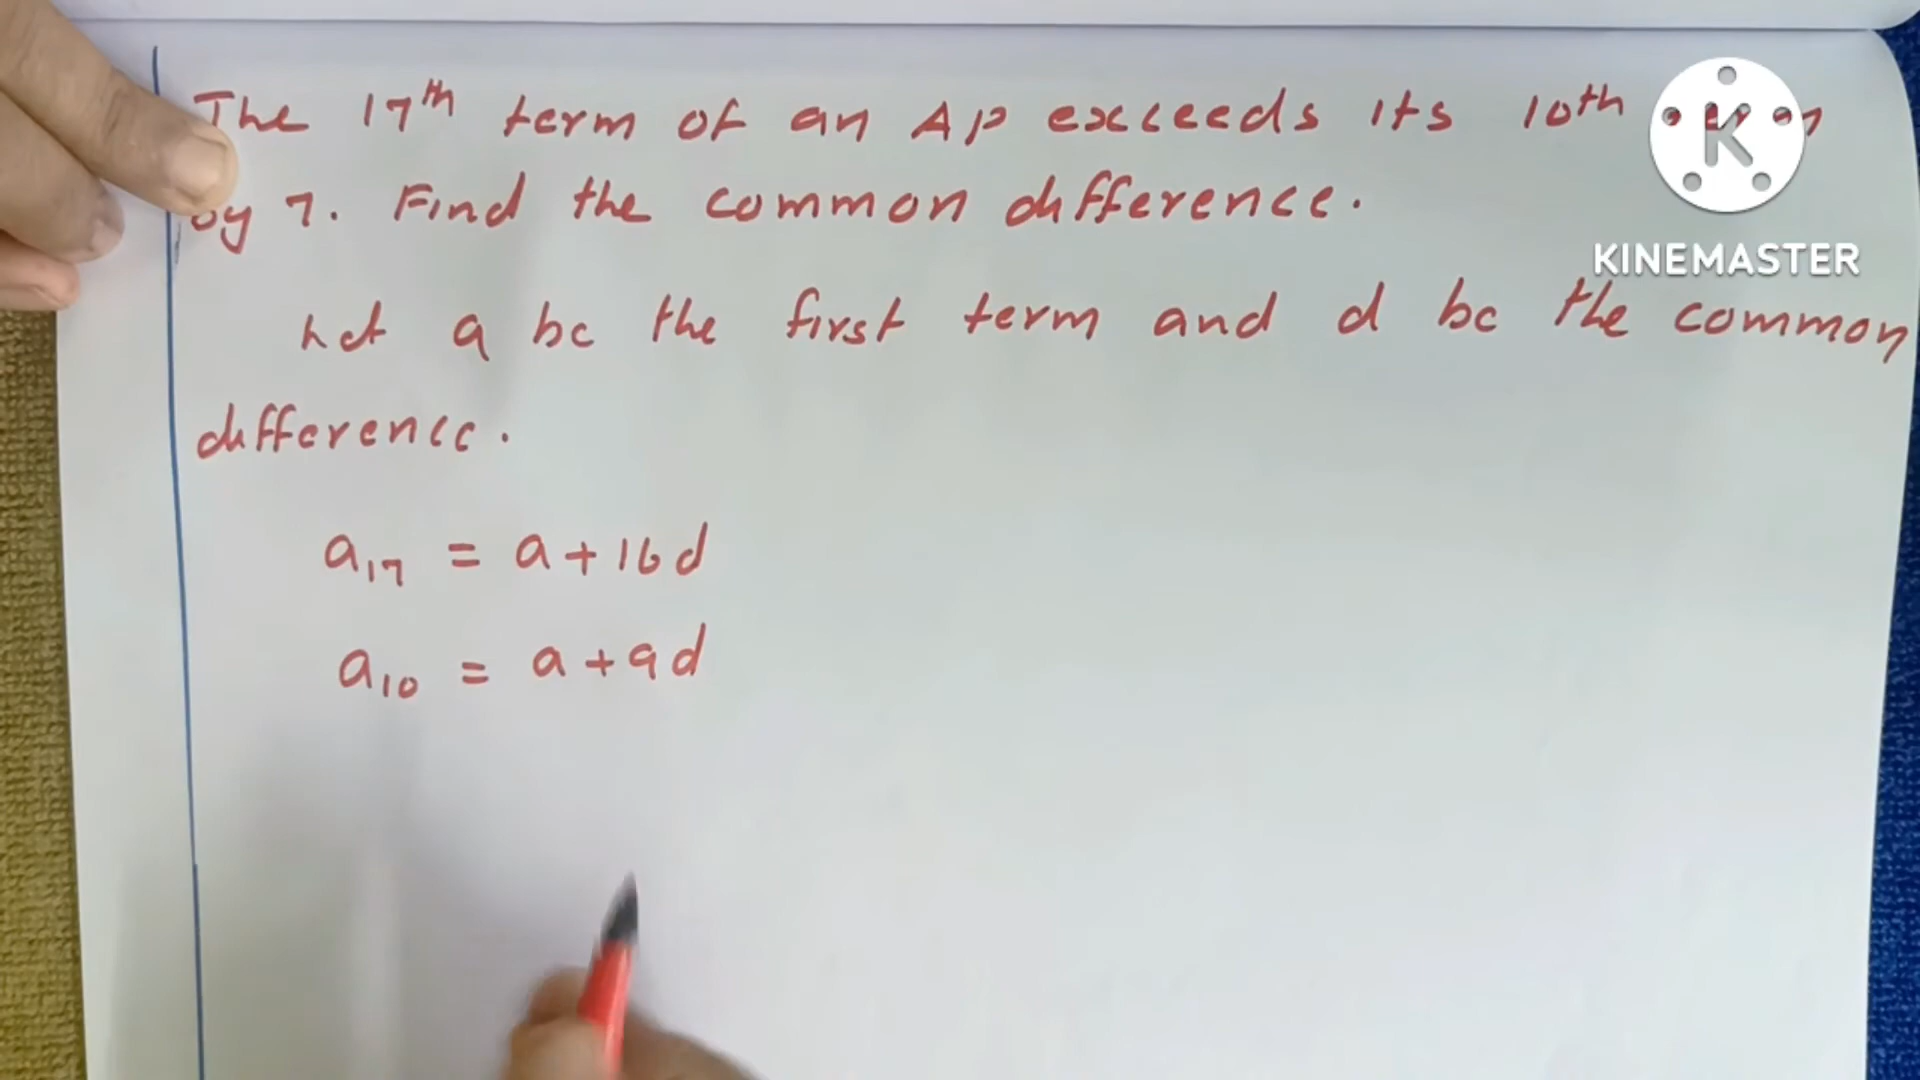 The 17th term of an AP exceeds its 10th
by 7. Find the common difference.
KINEMASTER
Let a be the first term and d be the common
difference.
a₁₇ = a + 16d
a₁₀ = a + 9d